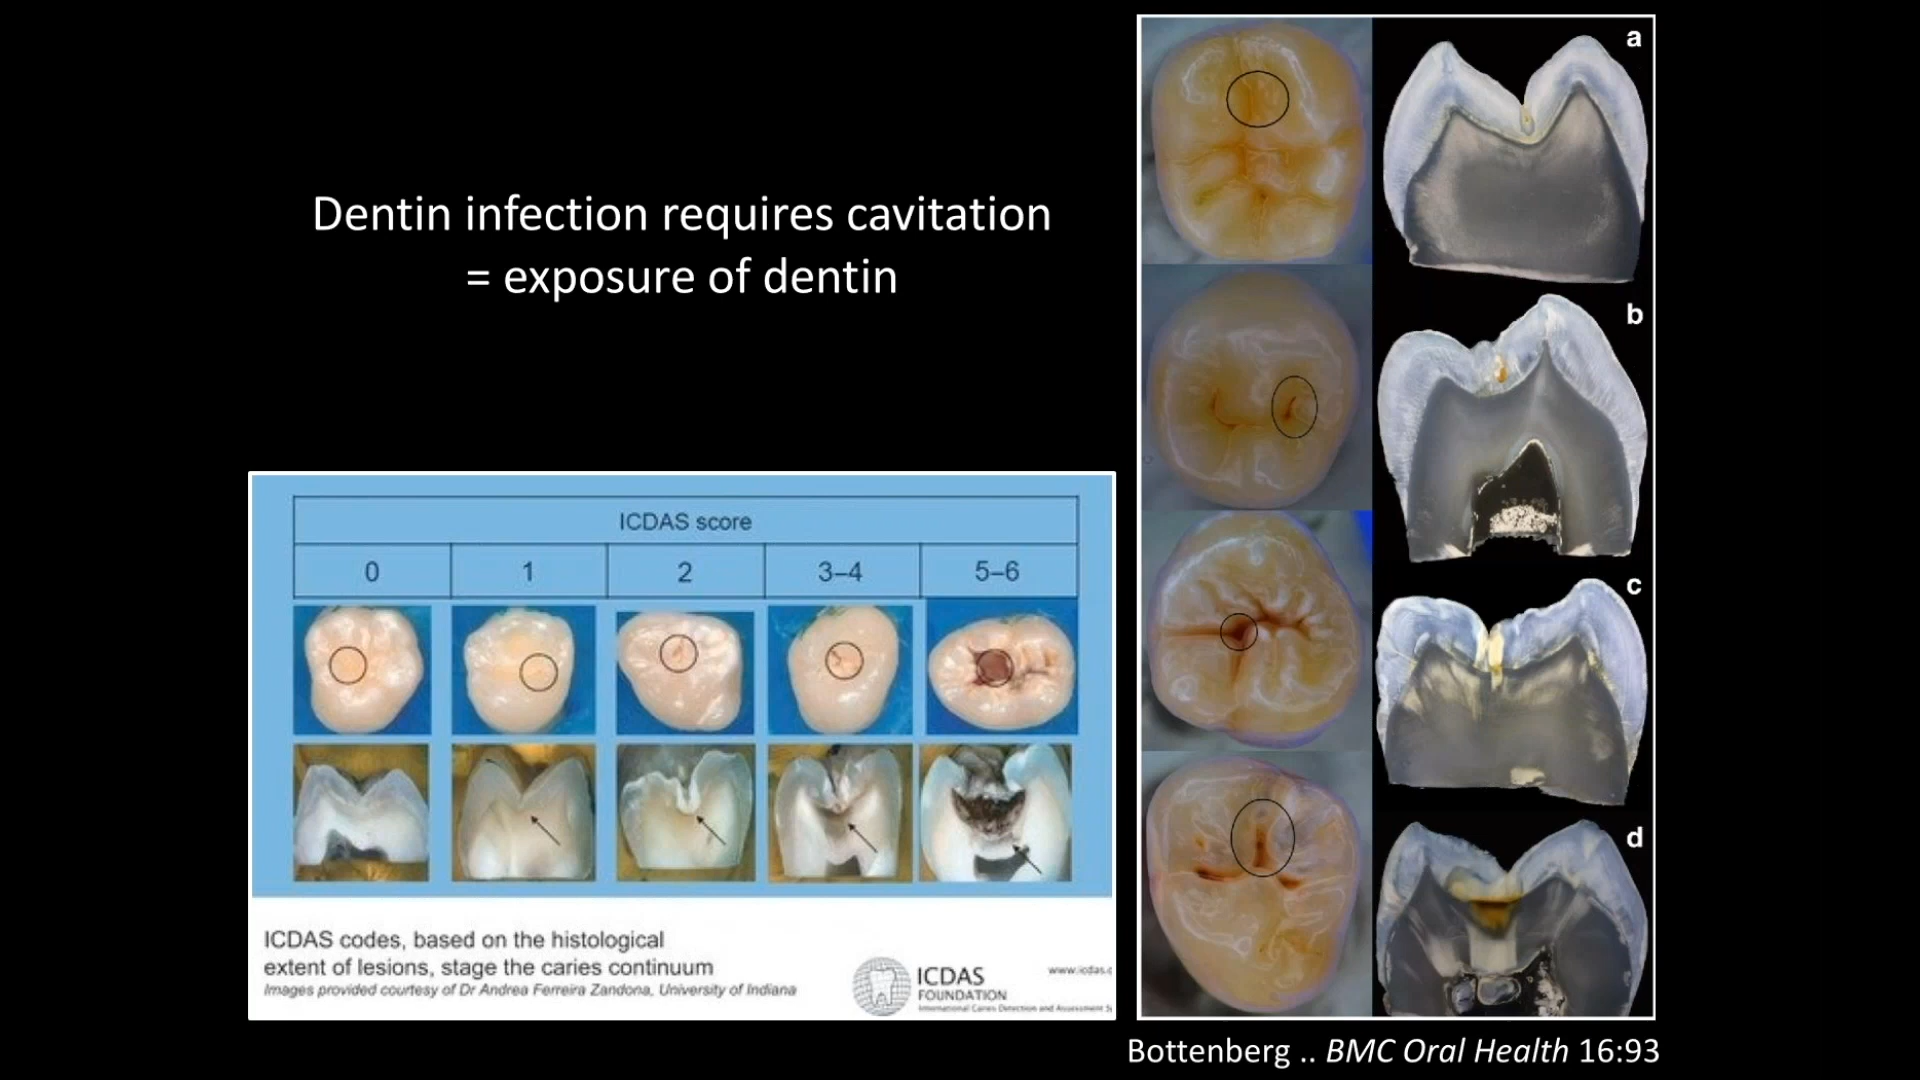 Dentin infection requires cavitation
= exposure of dentin
ICDAS score
0 1 2 3–4 5–6
ICDAS codes, based on the histological
extent of lesions, stage the caries continuum
Images provided courtesy of Dr Andrea Ferreira Zandona, University of Indiana
ICDAS
FOUNDATION
International Caries Detection and Assessment
www.icdas.c
a
b
c
d
Bottenberg .. BMC Oral Health 16:93